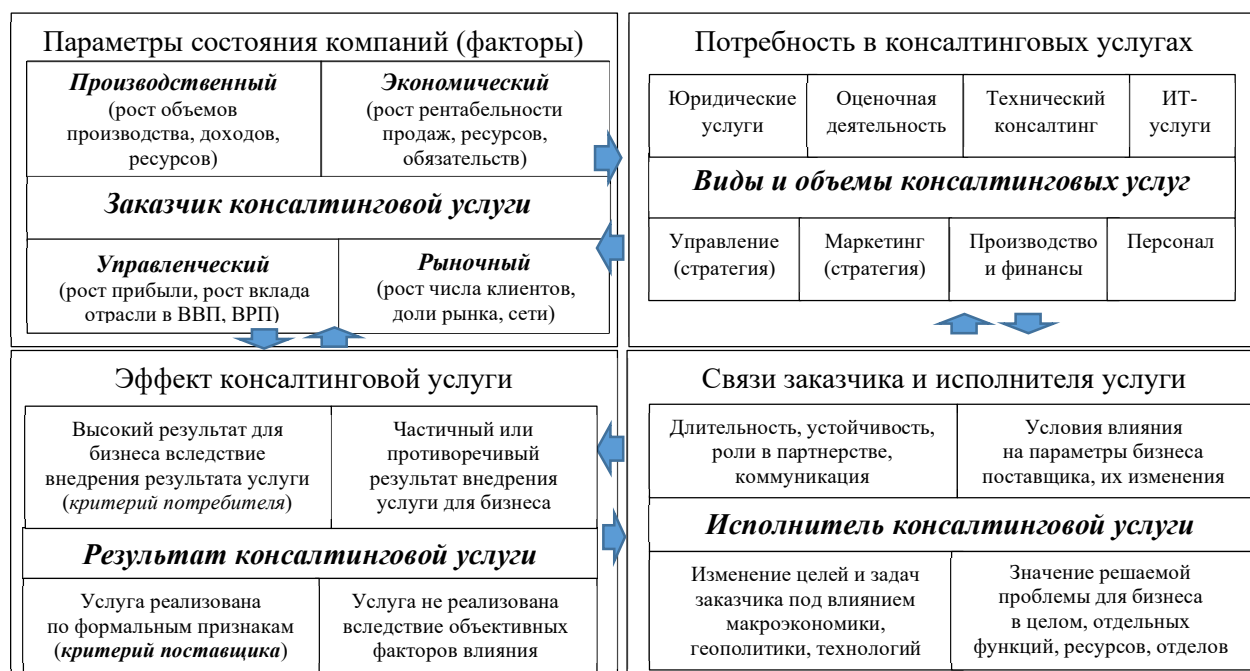 Параметры состояния компаний (факторы)
Производственный
(рост объемов
производства, доходов,
ресурсов)
Экономический
(рост рентабельности
продаж, ресурсов,
обязательств)
Заказчик консалтинговой услуги
Управленческий
(рост прибыли, рост вклада
отрасли в ВВП, ВРП)
Рыночный
(рост числа клиентов,
доли рынка, сети)
Потребность в консалтинговых услугах
Юридические
услуги
Оценочная
деятельность
Технический
консалтинг
ИТ-
услуги
Виды и объемы консалтинговых услуг
Управление
(стратегия)
Маркетинг
(стратегия)
Производство
и финансы
Персонал
Эффект консалтинговой услуги
Высокий результат для
бизнеса вследствие
внедрения результата услуги
(критерий потребителя)
Частичный или
противоречивый
результат внедрения
услуги для бизнеса
Результат консалтинговой услуги
Услуга реализована
по формальным признакам
(критерий поставщика)
Услуга не реализована
вследствие объективных
факторов влияния
Связи заказчика и исполнителя услуги
Длительность, устойчивость,
роли в партнерстве,
коммуникация
Условия влияния
на параметры бизнеса
поставщика, их изменения
Исполнитель консалтинговой услуги
Изменение целей и задач
заказчика под влиянием
макроэкономики,
геополитики, технологий
Значение решаемой
проблемы для бизнеса
в целом, отдельных
функций, ресурсов, отделов